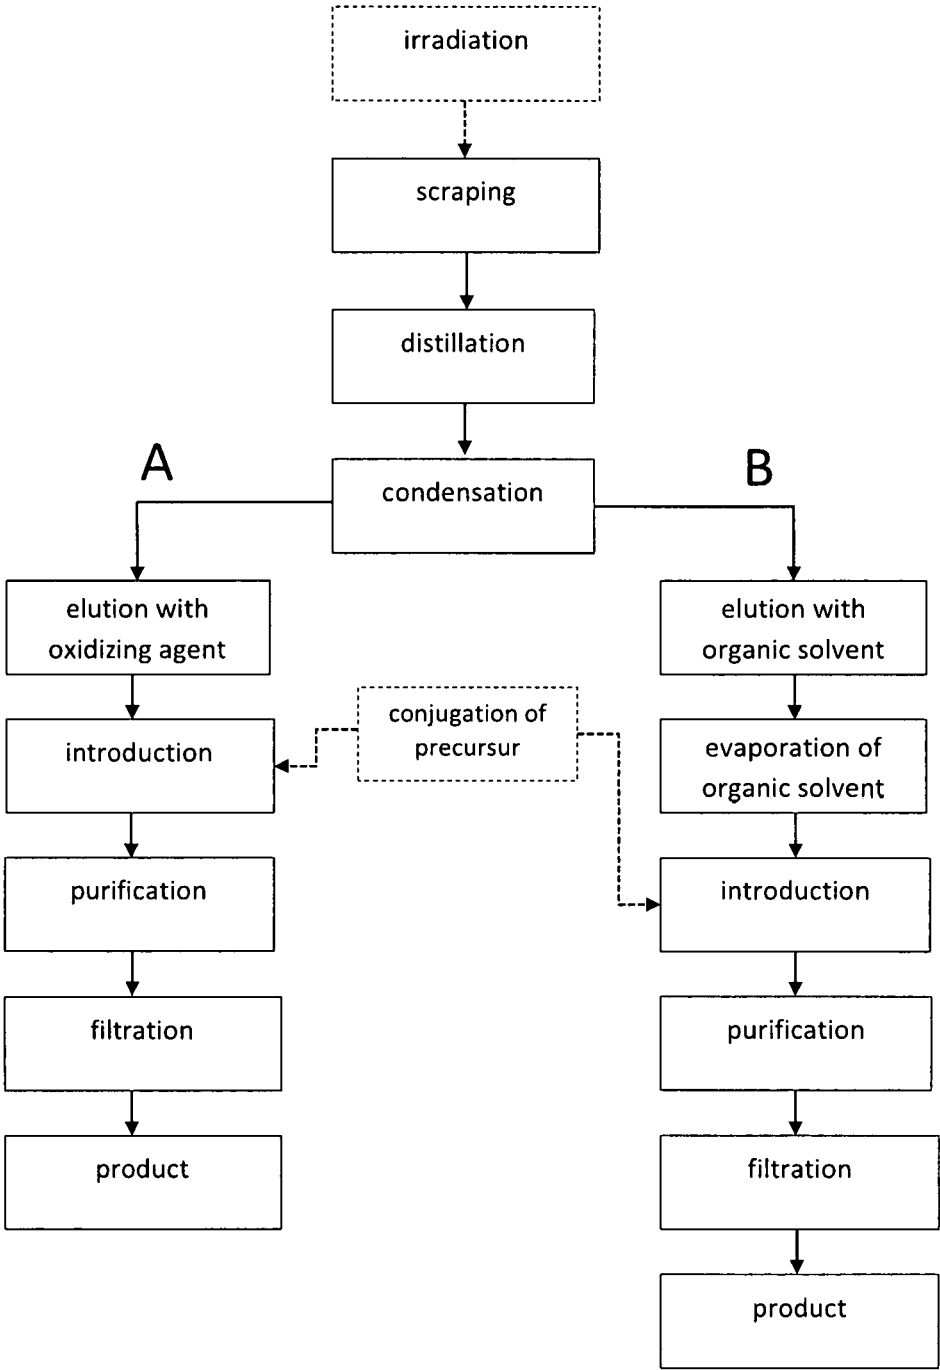 irradiation
scraping
distillation
condensation
A
elution with
oxidizing agent
introduction
purification
filtration
product
conjugation of
precursur
B
elution with
organic solvent
evaporation of
organic solvent
introduction
purification
filtration
product